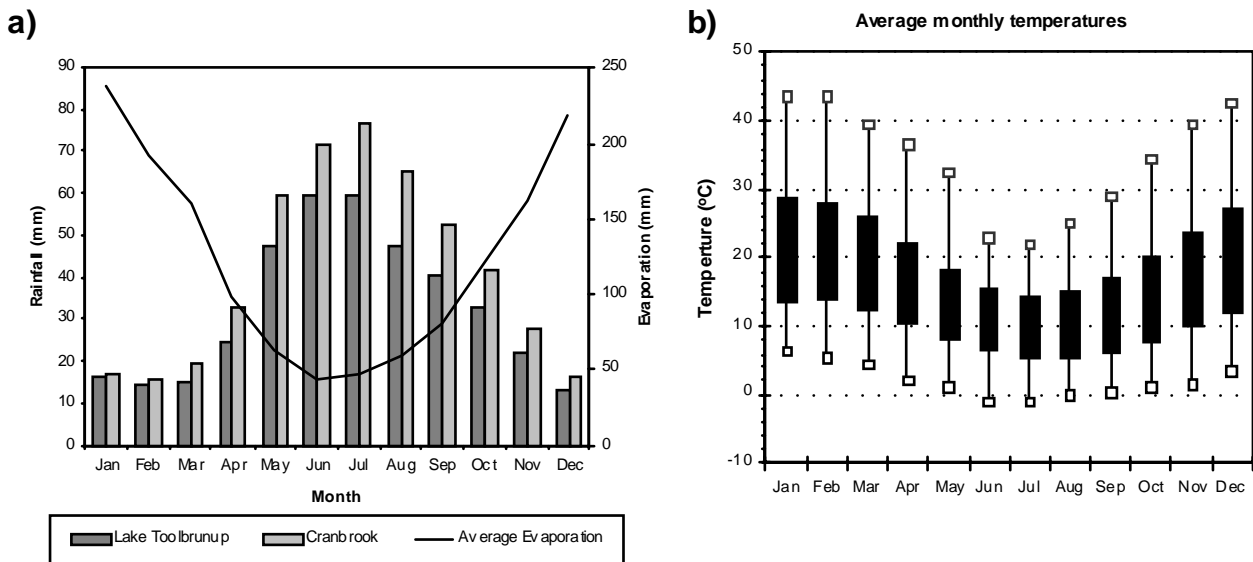 a)
90
80
70
60
50
40
30
20
10
0
Rainfall (mm)
250
200
150
100
50
0
Evaporation (mm)
Jan Feb Mar Apr May Jun Jul Aug Sep Oct Nov Dec
Month
Lake Toolbrunup Cranbrook Average Evaporation
b)
Average monthly temperatures
50
40
30
20
10
0
-10
Temperture (ºC)
Jan Feb Mar Apr May Jun Jul Aug Sep Oct Nov Dec